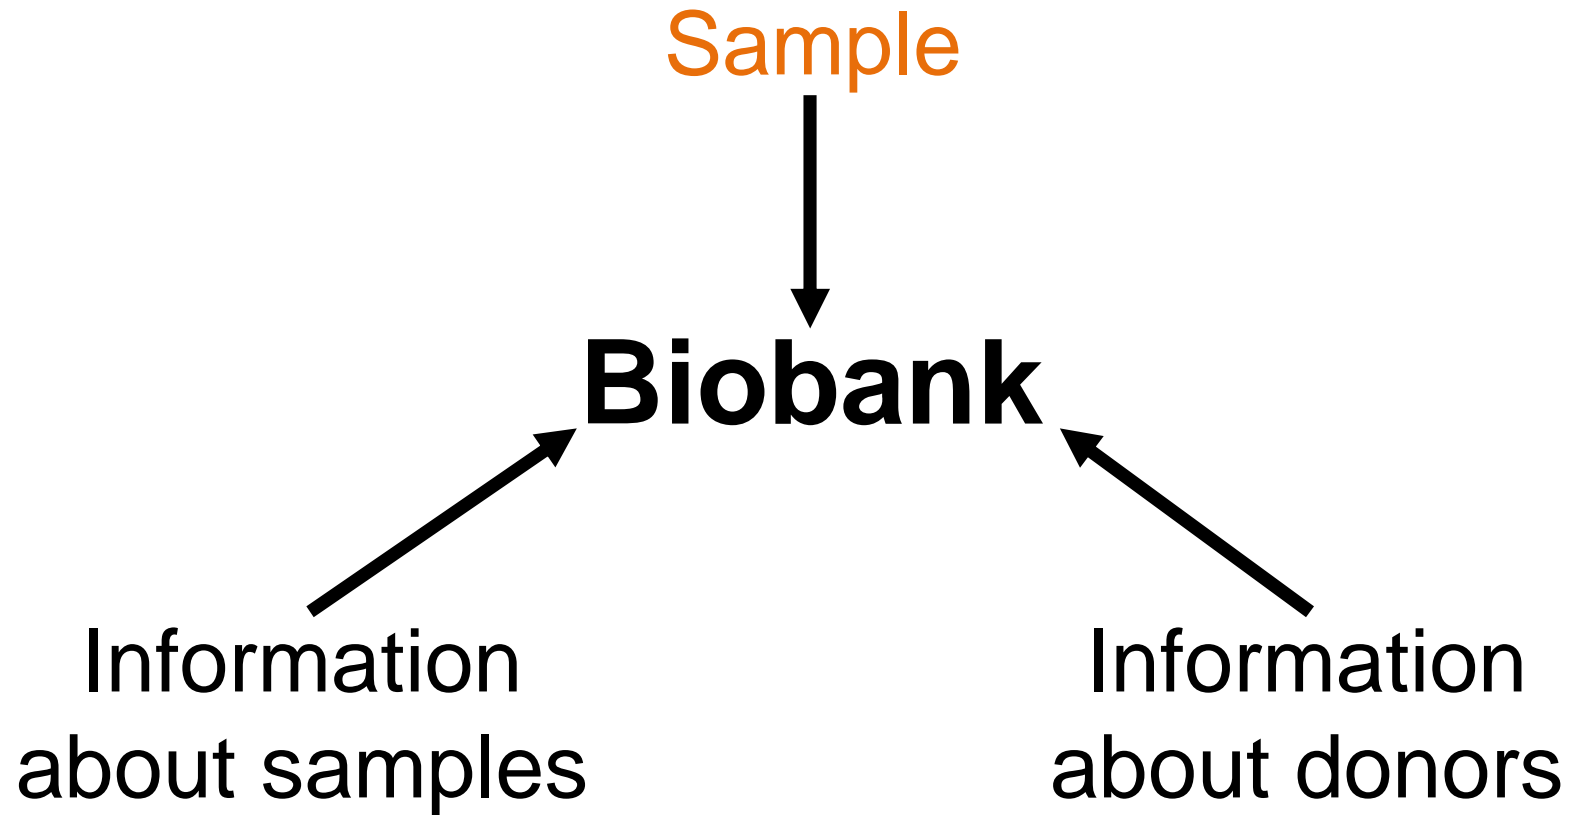 Sample
Biobank
Information
about samples
Information
about donors